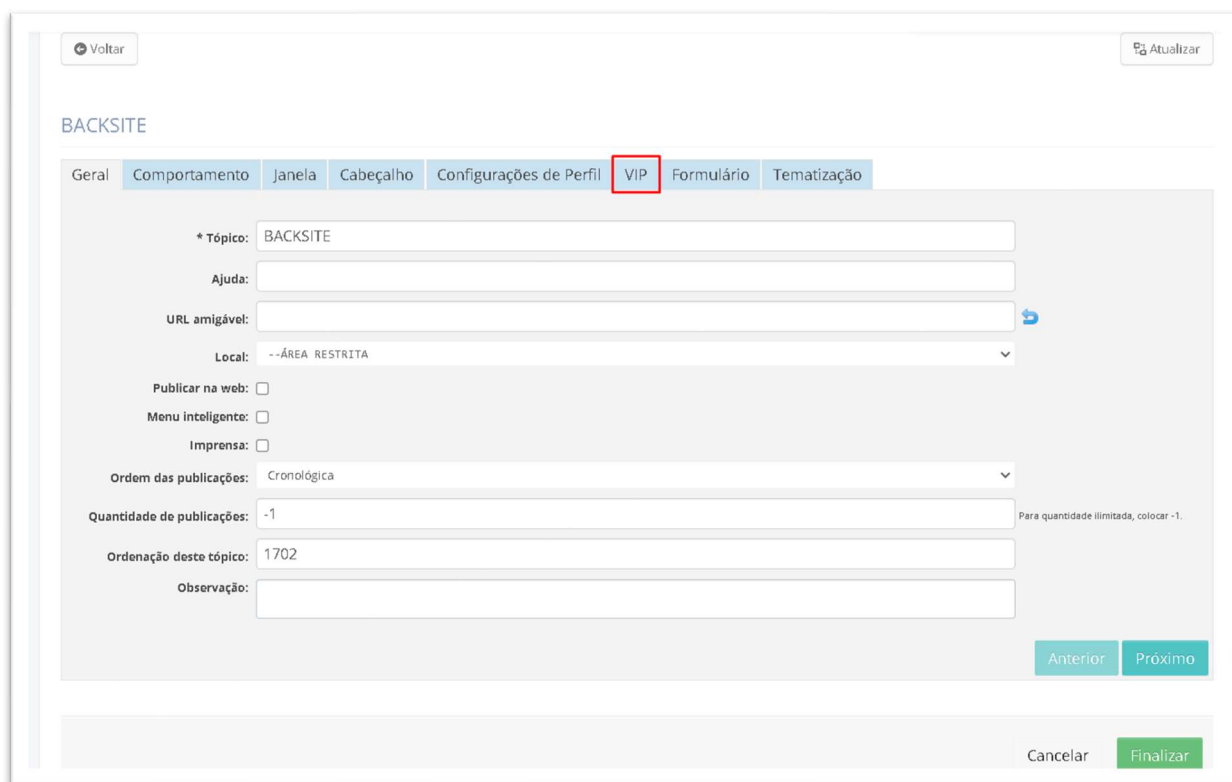 Voltar
Atualizar
BACKSITE
Geral Comportamento Janela Cabeçalho Configurações de Perfil VIP Formulário Tematização
* Tópico: BACKSITE
Ajuda:
URL amigável:
Local: --ÁREA RESTRITA
Publicar na web:
Menu inteligente:
Imprensa:
Ordem das publicações: Cronológica
Quantidade de publicações: -1 Para quantidade ilimitada, colocar -1.
Ordenação deste tópico: 1702
Observação:
Anterior Próximo
Cancelar Finalizar